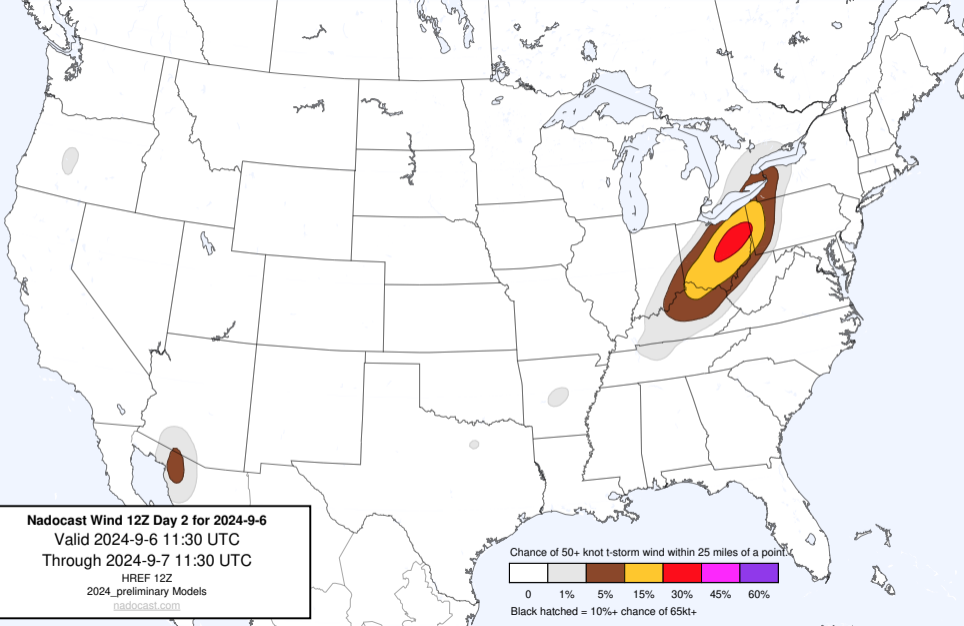 Nadocast Wind 12Z Day 2 for 2024-9-6
Valid 2024-9-6 11:30 UTC
Through 2024-9-7 11:30 UTC
HREF 12Z
2024_preliminary Models
nadocast.com
Chance of 50+ knot t-storm wind within 25 miles of a point.
0 1% 5% 15% 30% 45% 60%
Black hatched = 10%+ chance of 65kt+